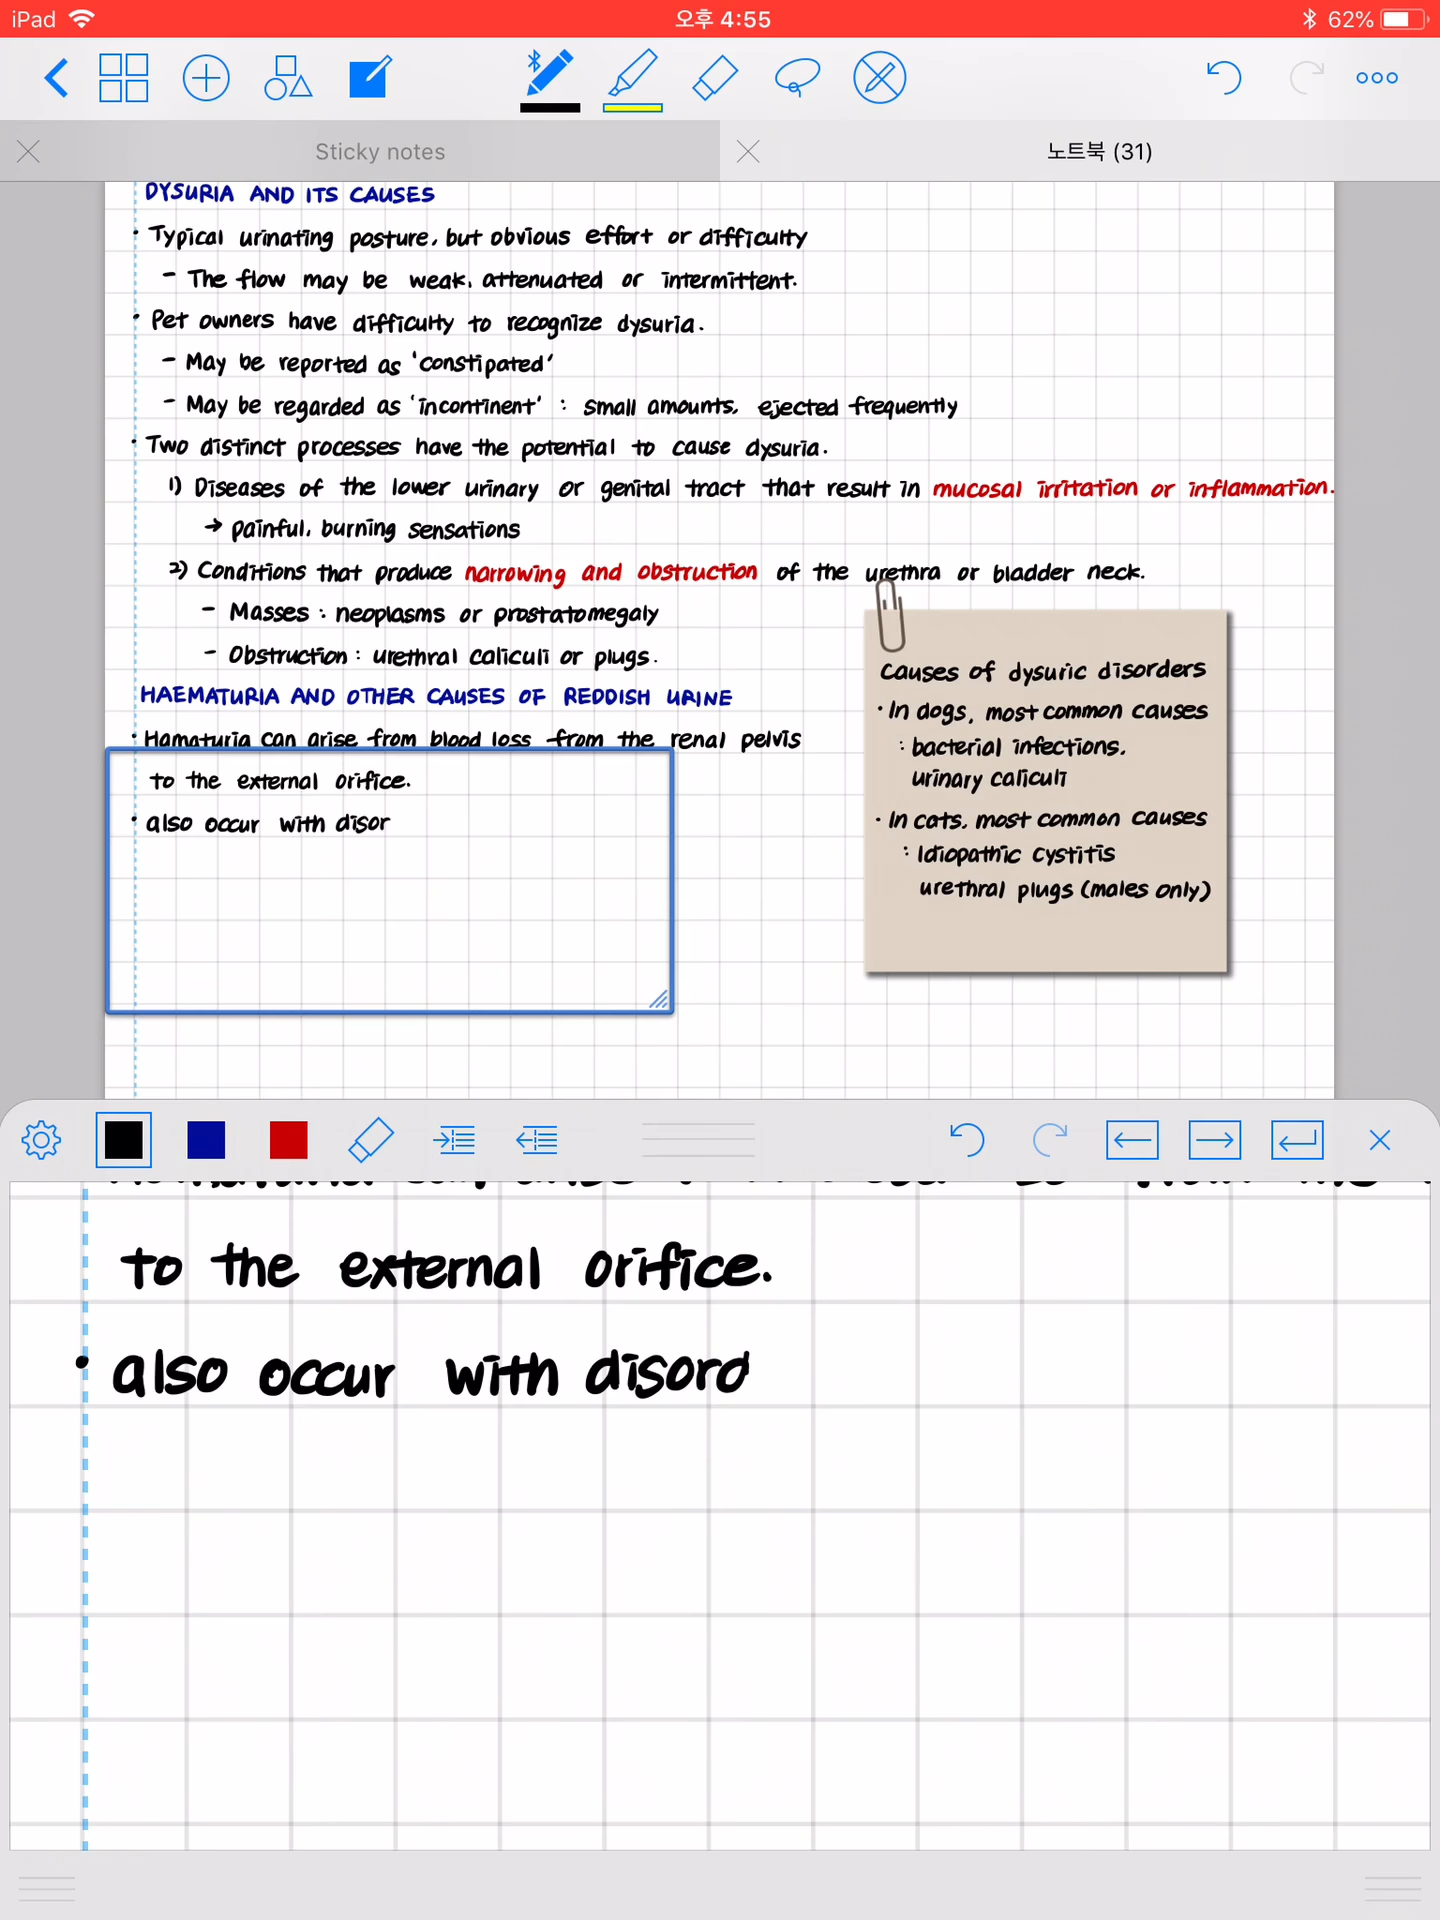 iPad
오후 4:55
62%
Sticky notes
노트북 (31)
DYSURIA AND ITS CAUSES
· Typical urinating posture, but obvious effort or difficulty
- The flow may be weak, attenuated or intermittent.
· Pet owners have difficulty to recognize dysuria.
- May be reported as 'constipated'
- May be regarded as 'incontinent' : small amounts, ejected frequently
· Two distinct processes have the potential to cause dysuria.
1) Diseases of the lower urinary or genital tract that result in mucosal irritation or inflammation.
→ painful, burning sensations
2) Conditions that produce narrowing and obstruction of the urethra or bladder neck.
- Masses : neoplasms or prostatomegaly
- Obstruction : urethral caliculi or plugs.
HAEMATURIA AND OTHER CAUSES OF REDDISH URINE
· Hamaturia can arise from blood loss from the renal pelvis
to the external orifice.
· also occur with disor
Causes of dysuric disorders
· In dogs, most common causes
: bacterial infections,
urinary caliculi
· In cats, most common causes
: Idiopathic cystitis
urethral plugs (males only)
to the external orifice.
· also occur with disord